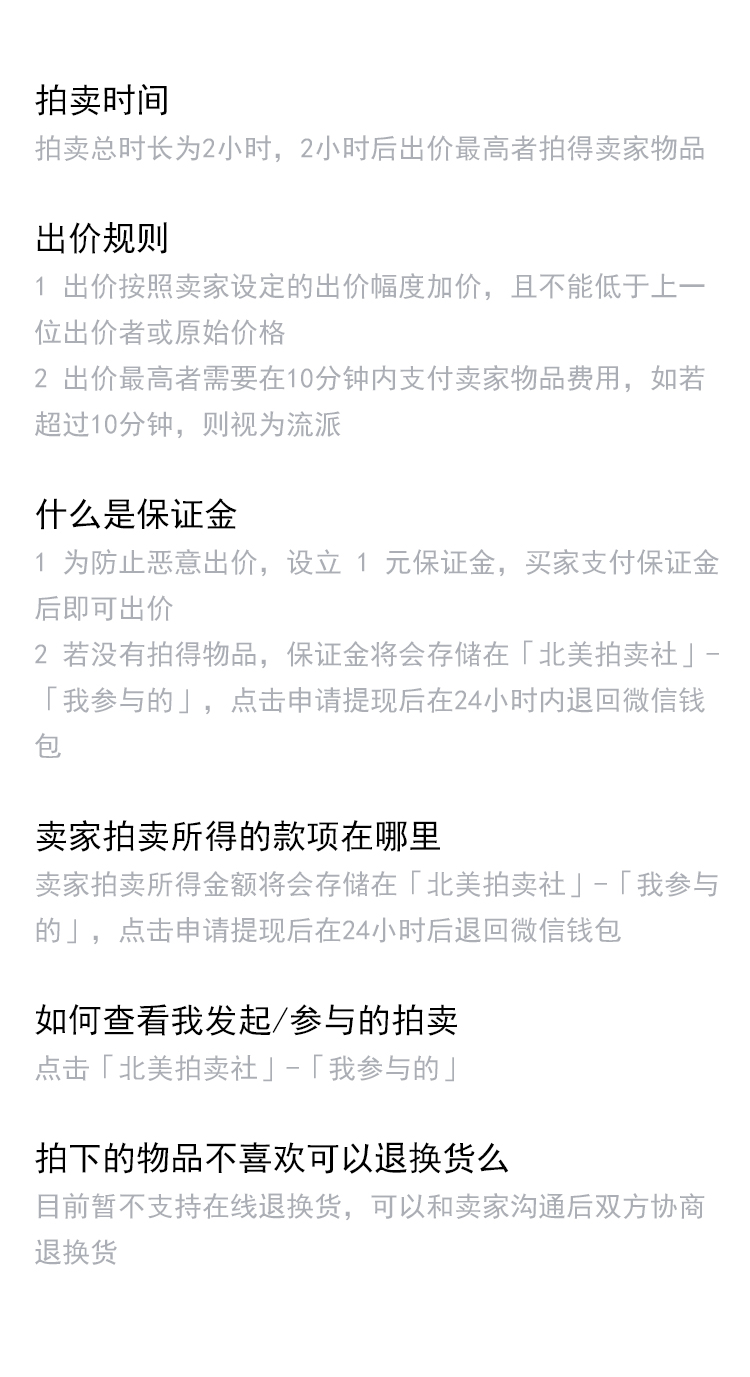 拍卖时间
拍卖总时长为2小时，2小时后出价最高者拍得卖家物品
出价规则
1 出价按照卖家设定的出价幅度加价，且不能低于上一
位出价者或原始价格
2 出价最高者需要在10分钟内支付卖家物品费用，如若
超过10分钟，则视为流派
什么是保证金
1 为防止恶意出价，设立 1 元保证金，买家支付保证金
后即可出价
2 若没有拍得物品，保证金将会存储在「北美拍卖社」-
「我参与的」，点击申请提现后在24小时内退回微信钱
包
卖家拍卖所得的款项在哪里
卖家拍卖所得金额将会存储在「北美拍卖社」-「我参与
的」，点击申请提现后在24小时后退回微信钱包
如何查看我发起/参与的拍卖
点击「北美拍卖社」-「我参与的」
拍下的物品不喜欢可以退换货么
目前暂不支持在线退换货，可以和卖家沟通后双方协商
退换货